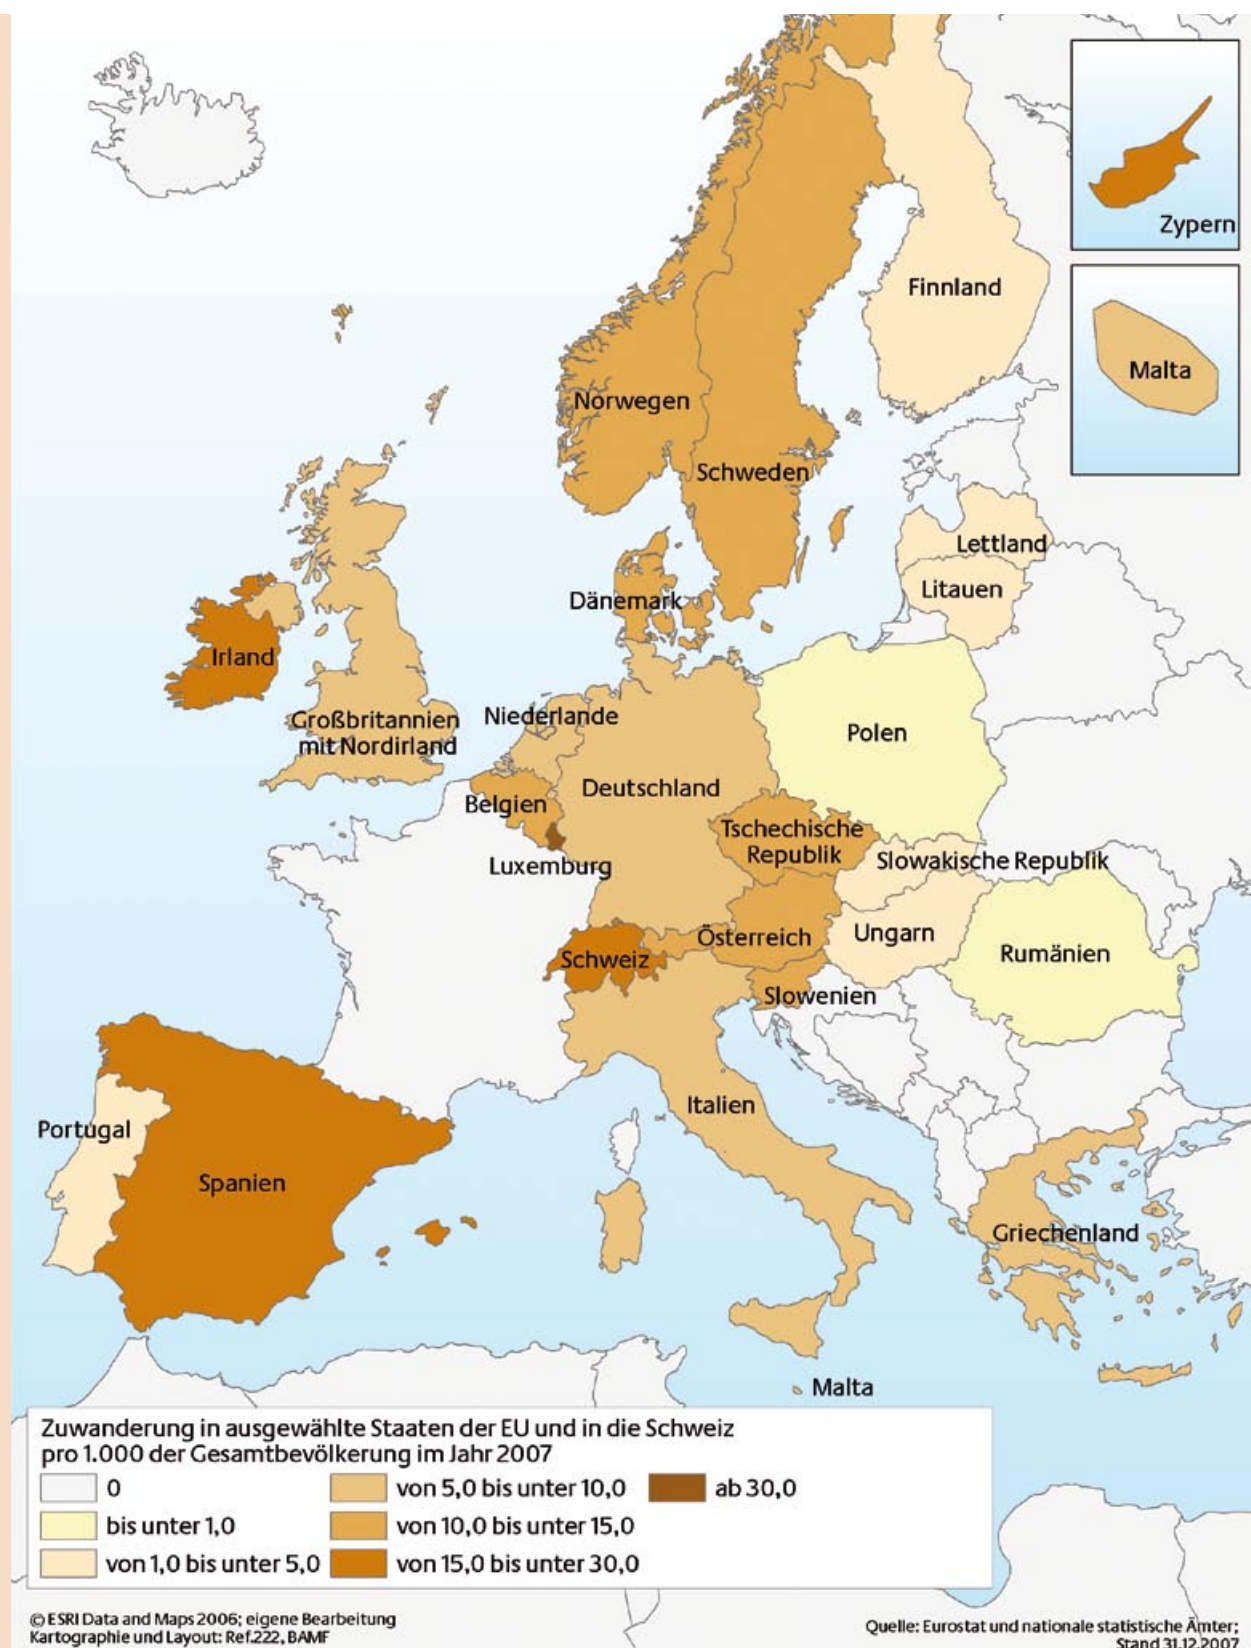 Zypern
Finnland
Malta
Norwegen
Schweden
Lettland
Litauen
Dänemark
Irland
Großbritannien
mit Nordirland
Niederlande
Polen
Deutschland
Belgien
Tschechische
Republik
Luxemburg
Slowakische Republik
Österreich
Ungarn
Rumänien
Schweiz
Slowenien
Italien
Portugal
Spanien
Griechenland
Malta
Zuwanderung in ausgewählte Staaten der EU und in die Schweiz
pro 1.000 der Gesamtbevölkerung im Jahr 2007
0
bis unter 1,0
von 1,0 bis unter 5,0
von 5,0 bis unter 10,0
von 10,0 bis unter 15,0
von 15,0 bis unter 30,0
ab 30,0
© ESRI Data and Maps 2006; eigene Bearbeitung
Kartographie und Layout: Ref.222, BAMF
Quelle: Eurostat und nationale statistische Ämter;
Stand 31.12.2007